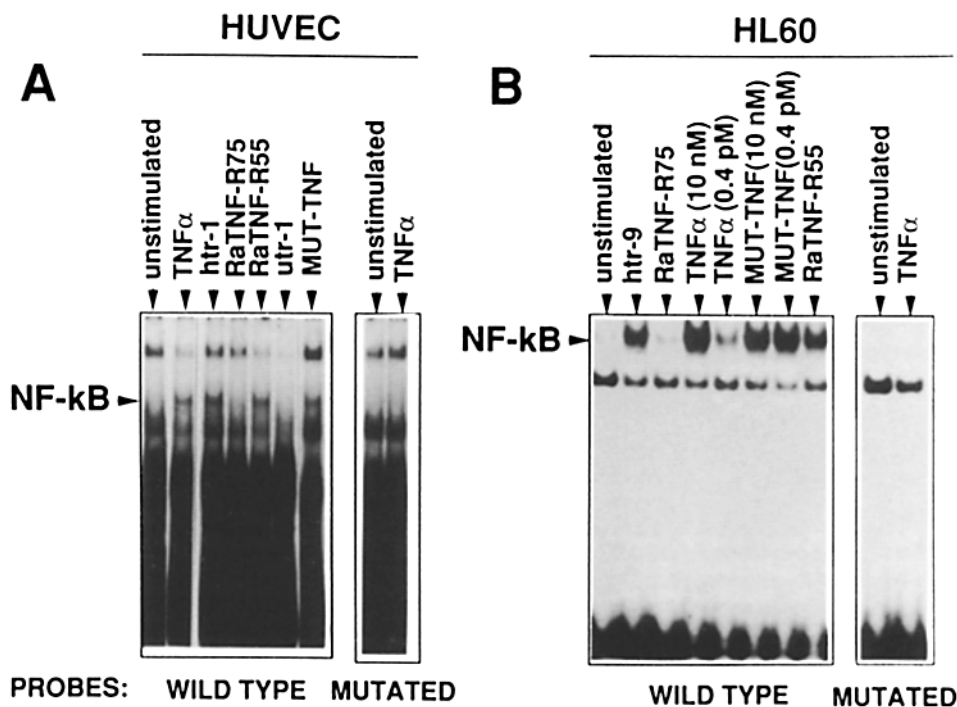 HUVEC
A
unstimulated
TNFα
htr-1
RaTNF-R75
RaTNF-R55
utr-1
MUT-TNF
unstimulated
TNFα
NF-kB
PROBES:
WILD TYPE
MUTATED
HL60
B
unstimulated
htr-9
RaTNF-R75
TNFα (10 nM)
TNFα (0.4 pM)
MUT-TNF(10 nM)
MUT-TNF(0.4 pM)
RaTNF-R55
unstimulated
TNFα
NF-kB
WILD TYPE
MUTATED